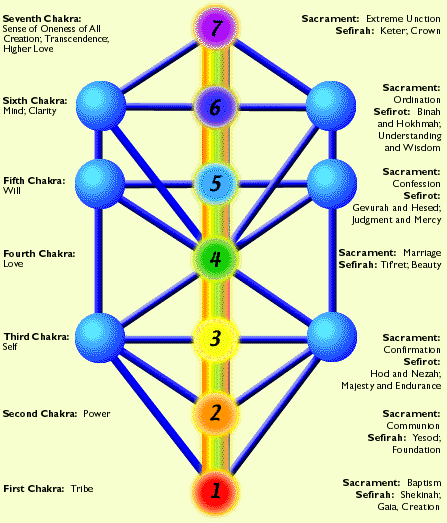 Seventh Chakra:
Sense of Oneness of All
Creation; Transcendence,
Higher Love
7
Sacrament: Extreme Unction
Sefirah: Keter; Crown
Sixth Chakra:
Mind; Clarity
6
Sacrament:
Ordination
Sefirot: Binah
and Hokhmah;
Understanding
and Wisdom
Fifth Chakra:
Will
5
Sacrament:
Confession
Sefirot:
Gevurah and Hesed;
Judgment and Mercy
Fourth Chakra:
Love
4
Sacrament: Marriage
Sefirah: Tifret; Beauty
Third Chakra:
Self
3
Sacrament:
Confirmation
Sefirot:
Hod and Nezah;
Majesty and Endurance
Second Chakra: Power
2
Sacrament:
Communion
Sefirah: Yesod;
Foundation
First Chakra: Tribe
1
Sacrament: Baptism
Sefirah: Shekinah;
Gaia, Creation